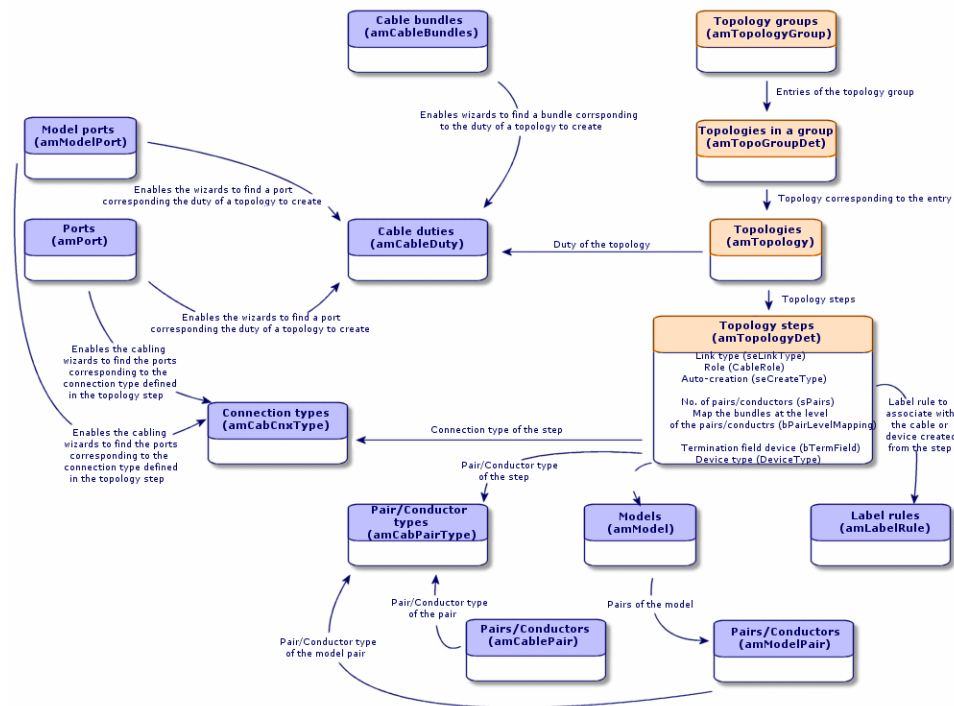 Cable bundles
(amCableBundles)
Topology groups
(amTopologyGroup)
Entries of the topology group
Enables wizards to find a bundle corrsponding
to the duty of a topology to create
Model ports
(amModelPort)
Topologies in a group
(amTopoGroupDet)
Enables the wizards to find a port
corresponding the duty of a topology to create
Topology corresponding to the entry
Ports
(amPort)
Cable duties
(amCableDuty)
Duty of the topology
Topologies
(amTopology)
Topology steps
Enables the wizards to find a port
corresponding the duty of a topology to create
Topology steps
(amTopologyDet)
Link type (seLinkType)
Role (CableRole)
Auto-creation (seCreateType)
No. of pairs/conductors (sPairs)
Map the bundles at the level
of the pairs/conductrs (bPairLevelMapping)
Termination field device (bTermField)
Device type (DeviceType)
Enables the cabling
wizards to find the ports
corresponding to the
connection type defined
in the topology step
Connection types
(amCabCnxType)
Connection type of the step
Label rule to
associate with
the cable or
device created
from the step
Enables the cabling
wizards to find the ports
corresponding to the
connection type defined
in the topology step
Pair/Conductor type
of the step
Pair/Conductor
types
(amCabPairType)
Models
(amModel)
Label rules
(amLabelRule)
Pair/Conductor type
of the pair
Pairs of the model
Pair/Conductor type
of the model pair
Pairs/Conductors
(amCablePair)
Pairs/Conductors
(amModelPair)